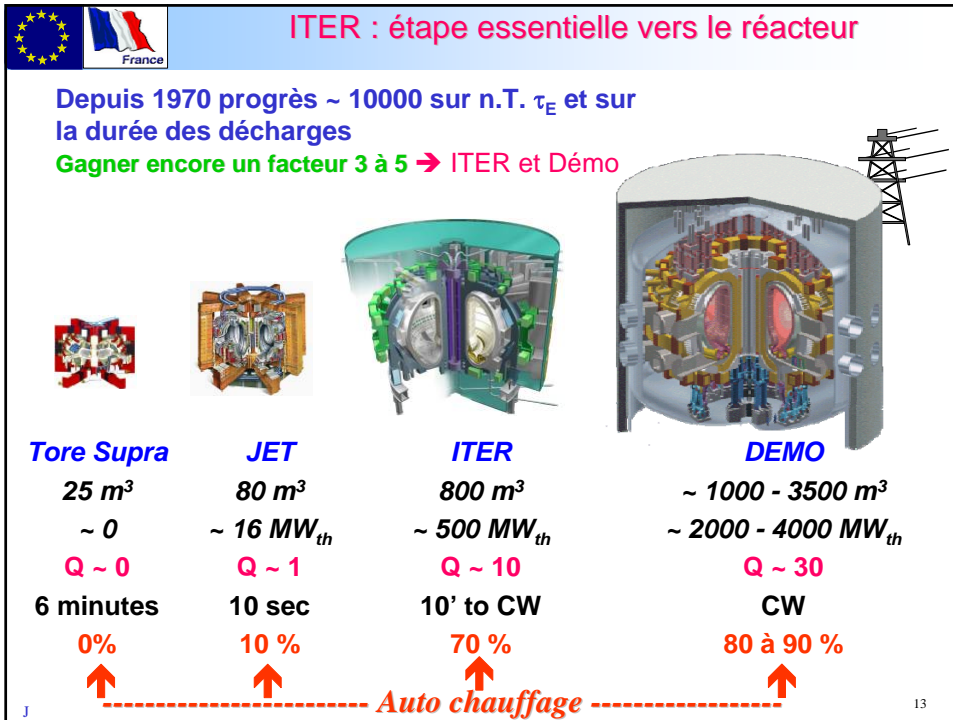 France
ITER : étape essentielle vers le réacteur
Depuis 1970 progrès ~ 10000 sur n.T. τE et sur
la durée des décharges
Gagner encore un facteur 3 à 5 ➔ ITER et Démo
Tore Supra JET ITER DEMO
25 m³ 80 m³ 800 m³ ~ 1000 - 3500 m³
~ 0 ~ 16 MWth ~ 500 MWth ~ 2000 - 4000 MWth
Q ~ 0 Q ~ 1 Q ~ 10 Q ~ 30
6 minutes 10 sec 10' to CW CW
0% 10 % 70 % 80 à 90 %
------------------------- Auto chauffage ------------------
J 13